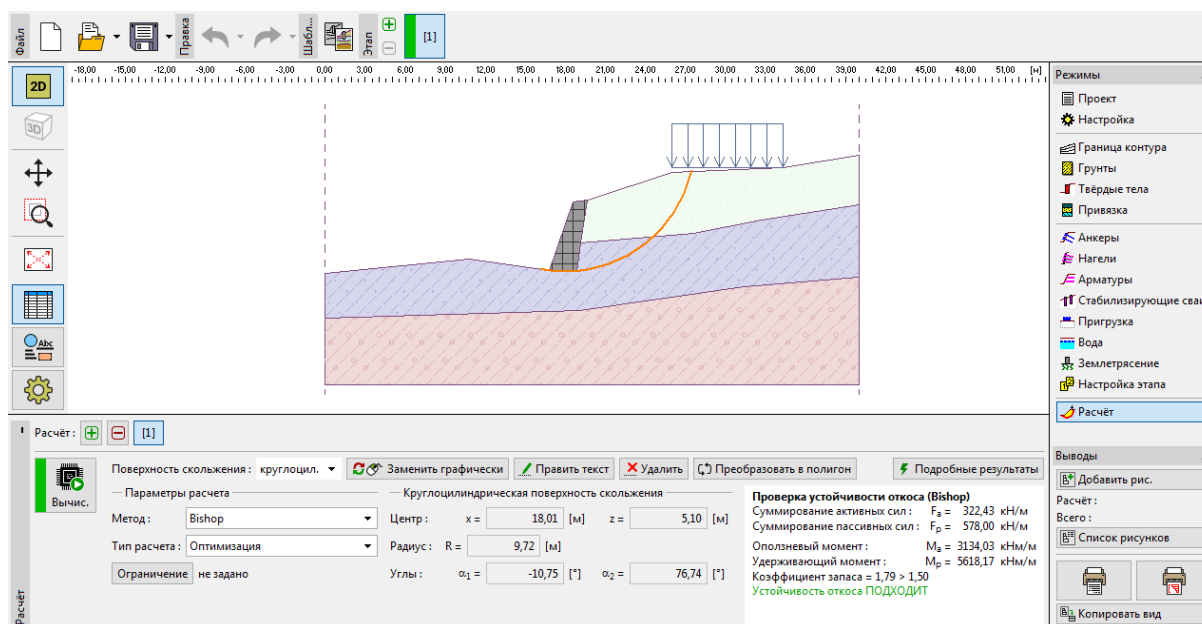 Файл
Правка
Шабл...
Этап
[1]
2D
3D
-18,00 -15,00 -12,00 -9,00 -6,00 -3,00 0,00 3,00 6,00 9,00 12,00 15,00 18,00 21,00 24,00 27,00 30,00 33,00 36,00 39,00 42,00 45,00 48,00 51,00 [м]
Abc
Режимы
Проект
Настройка
Граница контура
Грунты
Твёрдые тела
Привязка
Анкеры
Нагели
Арматуры
Стабилизирующие сваи
Пригрузка
Вода
Землетрясение
Настройка этапа
Расчёт
Выводы
Добавить рис.
Расчёт :
Всего :
Список рисунков
Копировать вид
Расчёт
Расчёт : [1]
Вычис.
Поверхность скольжения : круглоцил. Заменить графически Править текст Удалить Преобразовать в полигон Подробные результаты
Параметры расчета
Метод : Bishop
Тип расчета : Оптимизация
Ограничение не задано
Круглоцилиндрическая поверхность скольжения
Центр : x = 18,01 [м] z = 5,10 [м]
Радиус : R = 9,72 [м]
Углы : α₁ = -10,75 [°] α₂ = 76,74 [°]
Проверка устойчивости откоса (Bishop)
Суммирование активных сил : Fₐ = 322,43 кН/м
Суммирование пассивных сил : Fₚ = 578,00 кН/м
Оползневый момент : Mₐ = 3134,03 кНм/м
Удерживающий момент : Mₚ = 5618,17 кНм/м
Коэффициент запаса = 1,79 > 1,50
Устойчивость откоса ПОДХОДИТ